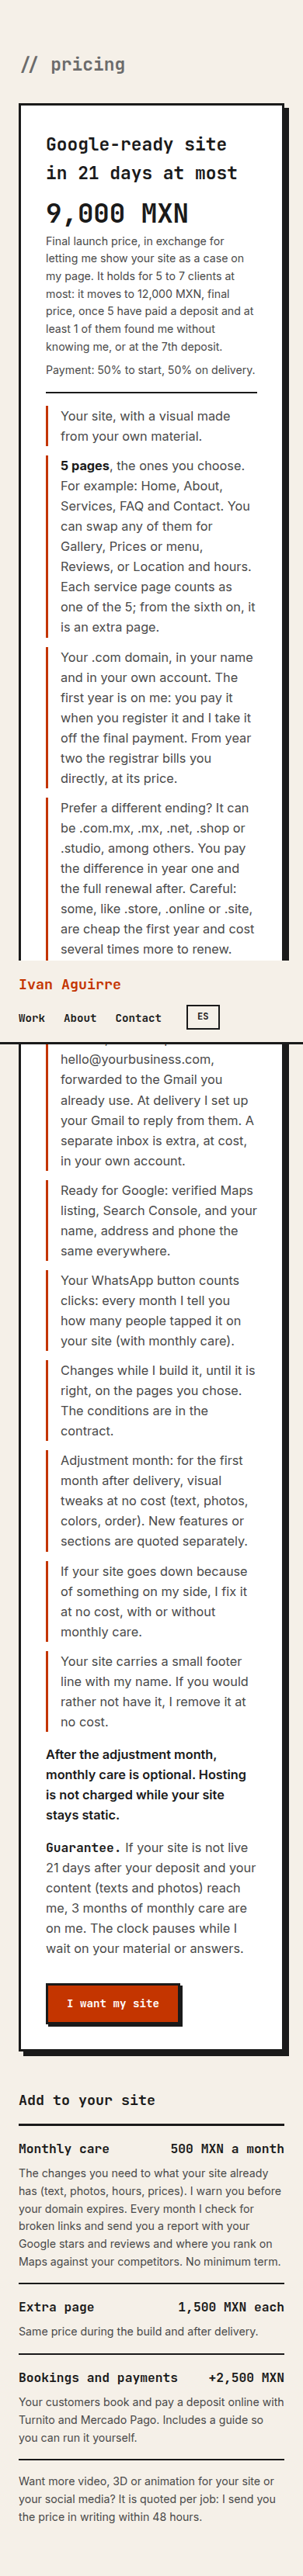 // pricing
Google-ready site
in 21 days at most
9,000 MXN
Final launch price, in exchange for
letting me show your site as a case on
my page. It holds for 5 to 7 clients at
most: it moves to 12,000 MXN, final
price, once 5 have paid a deposit and at
least 1 of them found me without
knowing me, or at the 7th deposit.
Payment: 50% to start, 50% on delivery.
Your site, with a visual made
from your own material.
5 pages, the ones you choose.
For example: Home, About,
Services, FAQ and Contact. You
can swap any of them for
Gallery, Prices or menu,
Reviews, or Location and hours.
Each service page counts as
one of the 5; from the sixth on, it
is an extra page.
Your .com domain, in your name
and in your own account. The
first year is on me: you pay it
when you register it and I take it
off the final payment. From year
two the registrar bills you
directly, at its price.
Prefer a different ending? It can
be .com.mx, .mx, .net, .shop or
.studio, among others. You pay
the difference in year one and
the full renewal after. Careful:
some, like .store, .online or .site,
are cheap the first year and cost
several times more to renew.
Ivan Aguirre
Work About Contact ES
hello@yourbusiness.com,
forwarded to the Gmail you
already use. At delivery I set up
your Gmail to reply from them. A
separate inbox is extra, at cost,
in your own account.
Ready for Google: verified Maps
listing, Search Console, and your
name, address and phone the
same everywhere.
Your WhatsApp button counts
clicks: every month I tell you
how many people tapped it on
your site (with monthly care).
Changes while I build it, until it is
right, on the pages you chose.
The conditions are in the
contract.
Adjustment month: for the first
month after delivery, visual
tweaks at no cost (text, photos,
colors, order). New features or
sections are quoted separately.
If your site goes down because
of something on my side, I fix it
at no cost, with or without
monthly care.
Your site carries a small footer
line with my name. If you would
rather not have it, I remove it at
no cost.
After the adjustment month,
monthly care is optional. Hosting
is not charged while your site
stays static.
Guarantee. If your site is not live
21 days after your deposit and your
content (texts and photos) reach
me, 3 months of monthly care are
on me. The clock pauses while I
wait on your material or answers.
I want my site
Add to your site
Monthly care 500 MXN a month
The changes you need to what your site already
has (text, photos, hours, prices). I warn you before
your domain expires. Every month I check for
broken links and send you a report with your
Google stars and reviews and where you rank on
Maps against your competitors. No minimum term.
Extra page 1,500 MXN each
Same price during the build and after delivery.
Bookings and payments +2,500 MXN
Your customers book and pay a deposit online with
Turnito and Mercado Pago. Includes a guide so
you can run it yourself.
Want more video, 3D or animation for your site or
your social media? It is quoted per job: I send you
the price in writing within 48 hours.